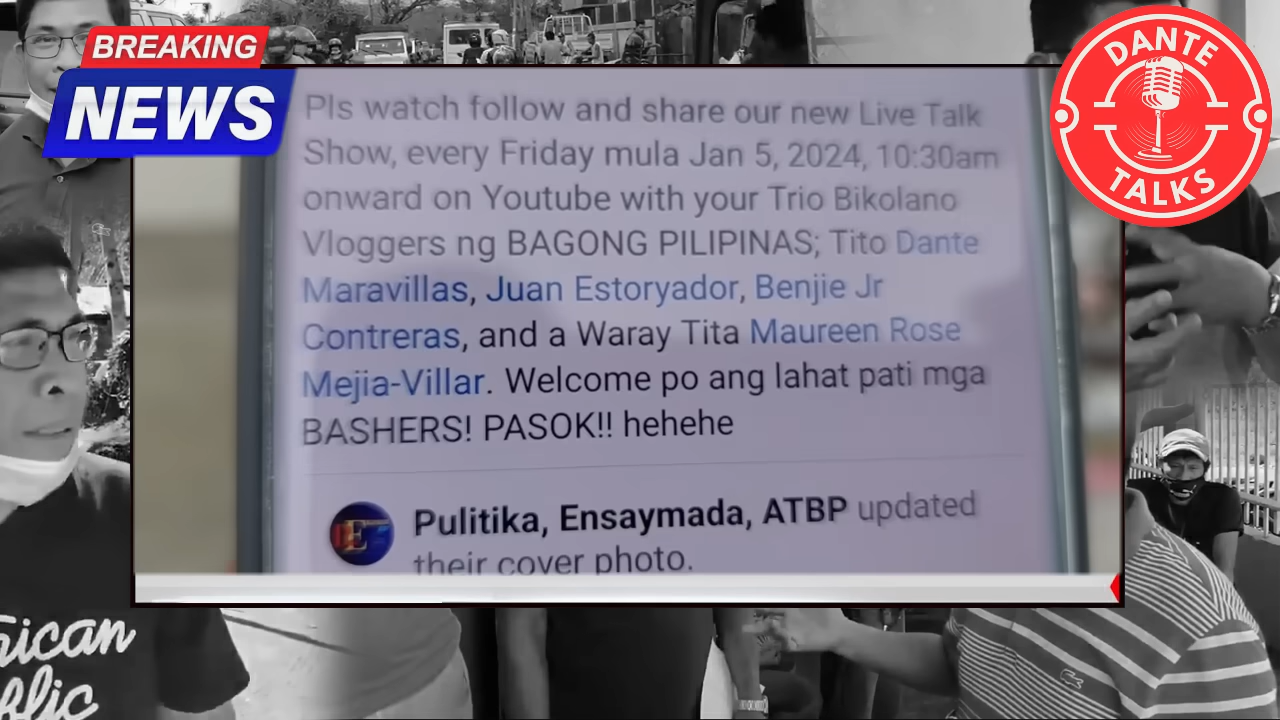 BREAKING
NEWS
DANTE
TALKS
Pls watch follow and share our new Live Talk
Show, every Friday mula Jan 5, 2024, 10:30am
onward on Youtube with your Trio Bikolano
Vloggers ng BAGONG PILIPINAS; Tito Dante
Maravillas, Juan Estoryador, Benjie Jr
Contreras, and a Waray Tita Maureen Rose
Mejia-Villar. Welcome po ang lahat pati mga
BASHERS! PASOK!! hehehe
Pulitika, Ensaymada, ATBP updated
their cover photo.